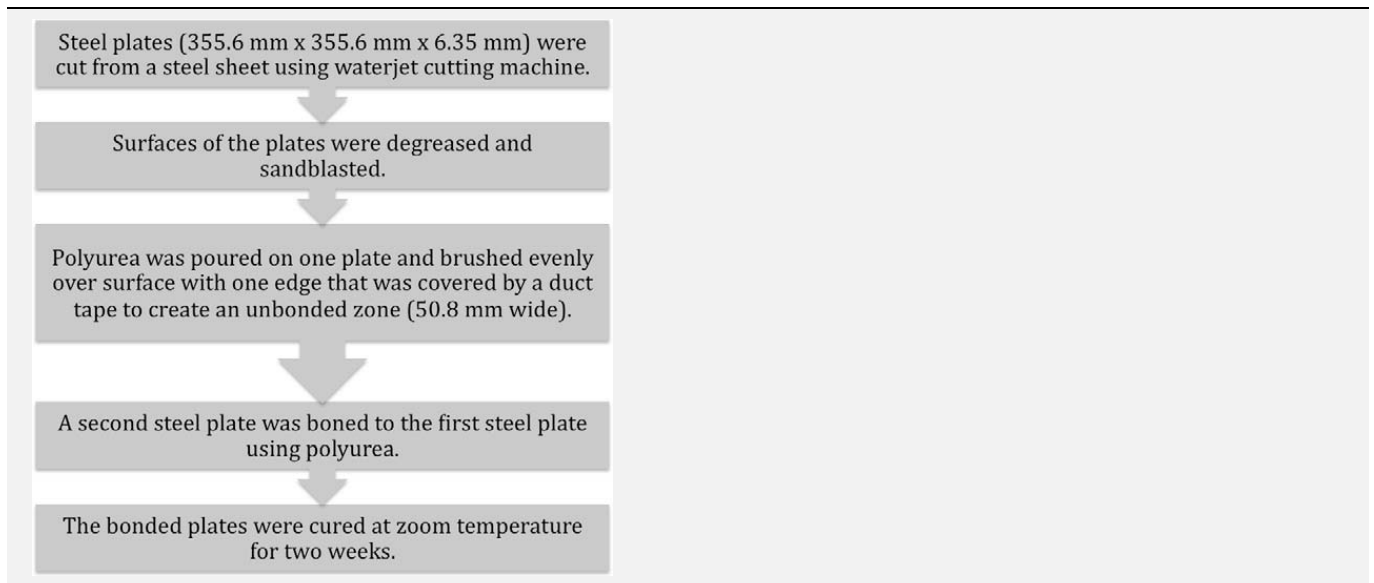 Steel plates (355.6 mm x 355.6 mm x 6.35 mm) were
cut from a steel sheet using waterjet cutting machine.
Surfaces of the plates were degreased and
sandblasted.
Polyurea was poured on one plate and brushed evenly
over surface with one edge that was covered by a duct
tape to create an unbonded zone (50.8 mm wide).
A second steel plate was boned to the first steel plate
using polyurea.
The bonded plates were cured at zoom temperature
for two weeks.